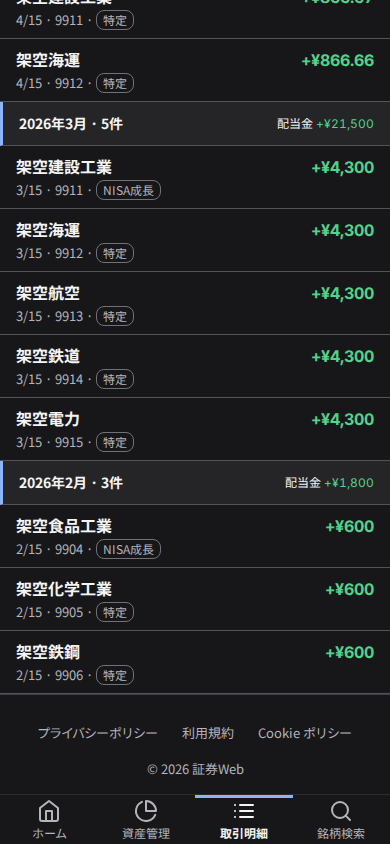 4/15・9911・特定
架空海運 +¥866.66
4/15・9912・特定
2026年3月・5件 配当金 +¥21,500
架空建設工業 +¥4,300
3/15・9911・NISA成長
架空海運 +¥4,300
3/15・9912・特定
架空航空 +¥4,300
3/15・9913・特定
架空鉄道 +¥4,300
3/15・9914・特定
架空電力 +¥4,300
3/15・9915・特定
2026年2月・3件 配当金 +¥1,800
架空食品工業 +¥600
2/15・9904・NISA成長
架空化学工業 +¥600
2/15・9905・特定
架空鉄鋼 +¥600
2/15・9906・特定
プライバシーポリシー 利用規約 Cookie ポリシー
© 2026 証券Web
ホーム 資産管理 取引明細 銘柄検索